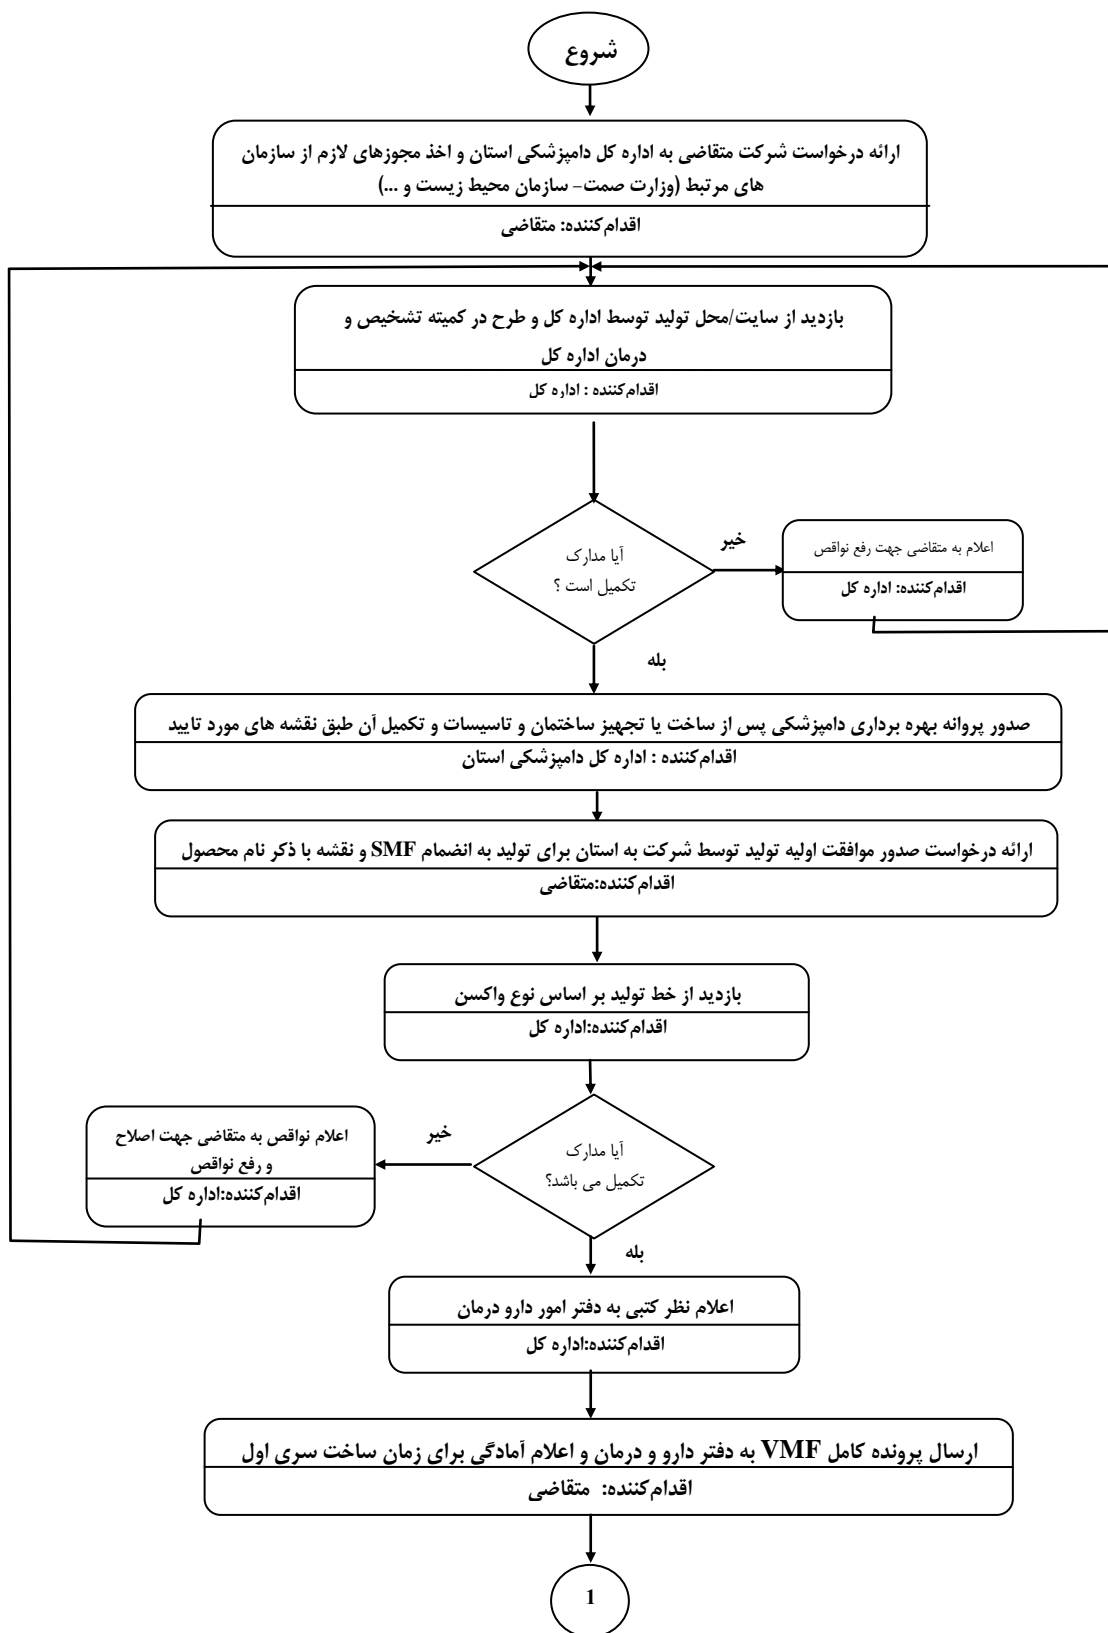 شروع
ارائه درخواست شرکت متقاضی به اداره کل دامپزشکی استان و اخذ مجوزهای لازم از سازمان
های مرتبط (وزارت صمت- سازمان محیط زیست و ...)
اقدام‌کننده: متقاضی
بازدید از سایت/محل تولید توسط اداره کل و طرح در کمیته تشخیص و
درمان اداره کل
اقدام‌کننده : اداره کل
آیا مدارک
تکمیل است ؟
خیر
اعلام به متقاضی جهت رفع نواقص
اقدام‌کننده: اداره کل
بله
صدور پروانه بهره برداری دامپزشکی پس از ساخت یا تجهیز ساختمان و تاسیسات و تکمیل آن طبق نقشه های مورد تایید
اقدام‌کننده : اداره کل دامپزشکی استان
ارائه درخواست صدور موافقت اولیه تولید توسط شرکت به استان برای تولید به انضمام SMF و نقشه با ذکر نام محصول
اقدام‌کننده:متقاضی
بازدید از خط تولید بر اساس نوع واکسن
اقدام‌کننده:اداره کل
آیا مدارک
تکمیل می باشد؟
خیر
اعلام نواقص به متقاضی جهت اصلاح
و رفع نواقص
اقدام‌کننده:اداره کل
بله
اعلام نظر کتبی به دفتر امور دارو درمان
اقدام‌کننده:اداره کل
ارسال پرونده کامل VMF به دفتر دارو و درمان و اعلام آمادگی برای زمان ساخت سری اول
اقدام‌کننده: متقاضی
1